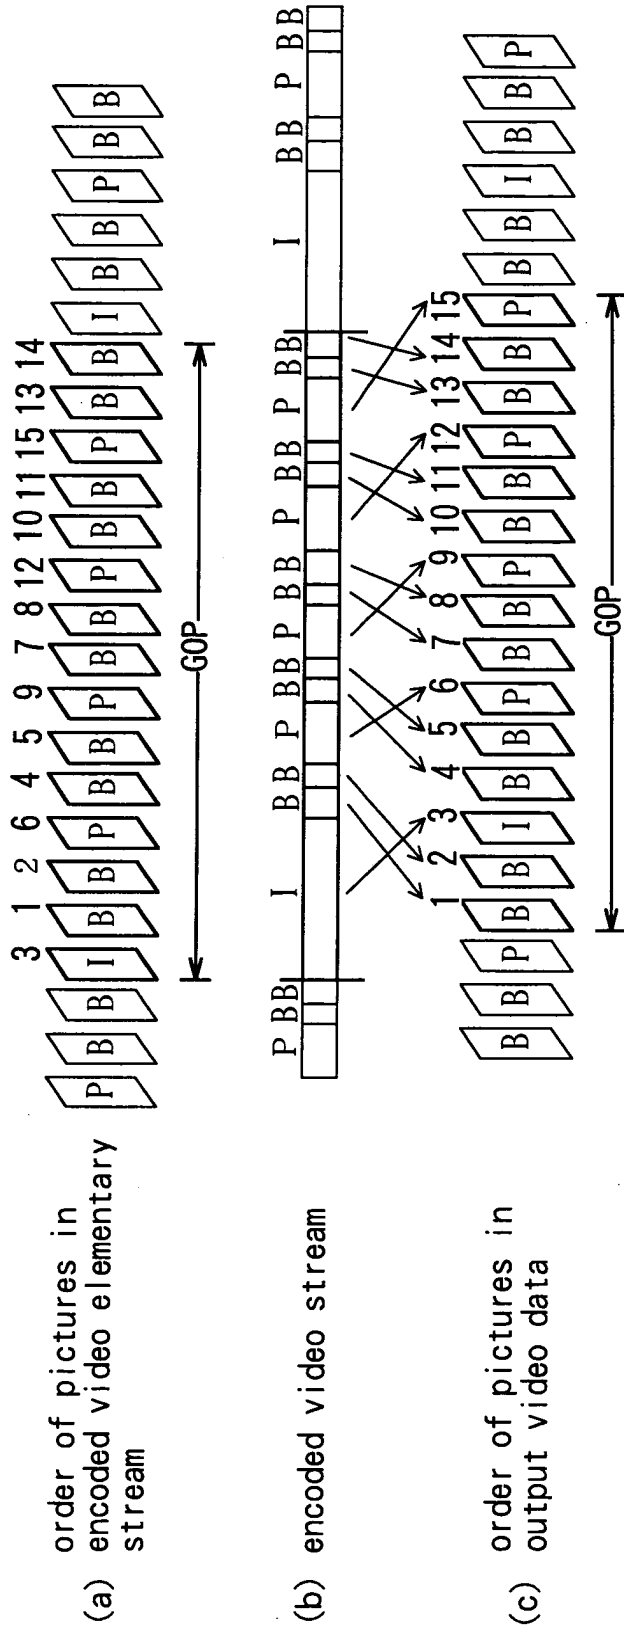 3 1 2 6 4 5 9 7 8 12 10 11 15 13 14
(a) order of pictures in
encoded video elementary
stream
P B B I B B P B B P B B P B B P B B I B B P B B
GOP
P BB I BB P BB P BB P BB P BB I BB P BB
(b) encoded video stream
1 2 3 4 5 6 7 8 9 10 11 12 13 14 15
(c) order of pictures in
output video data
B B P B B I B B P B B P B B P B B P B B I B B P
GOP